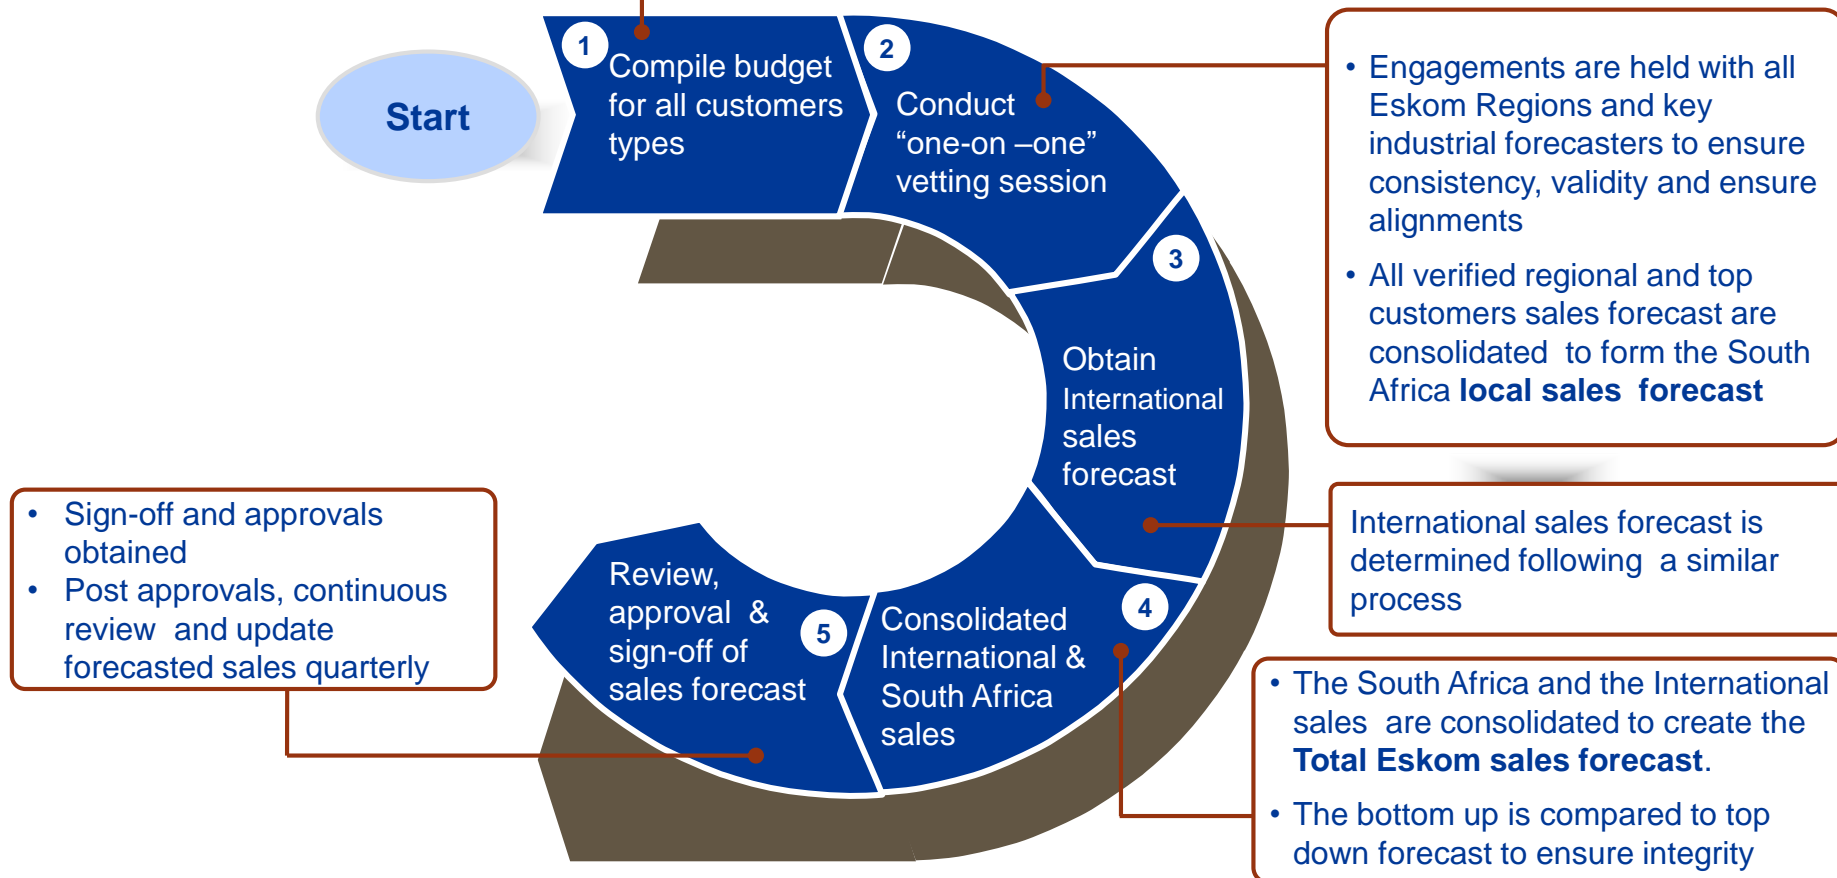 Start
1
Compile budget
for all customers
types
2
Conduct
“one-on –one”
vetting session
• Engagements are held with all
Eskom Regions and key
industrial forecasters to ensure
consistency, validity and ensure
alignments
• All verified regional and top
customers sales forecast are
consolidated to form the South
Africa local sales forecast
3
Obtain
International
sales
forecast
International sales forecast is
determined following a similar
process
4
Consolidated
International &
South Africa
sales
• The South Africa and the International
sales are consolidated to create the
Total Eskom sales forecast.
• The bottom up is compared to top
down forecast to ensure integrity
5
Review,
approval &
sign-off of
sales forecast
• Sign-off and approvals
obtained
• Post approvals, continuous
review and update
forecasted sales quarterly